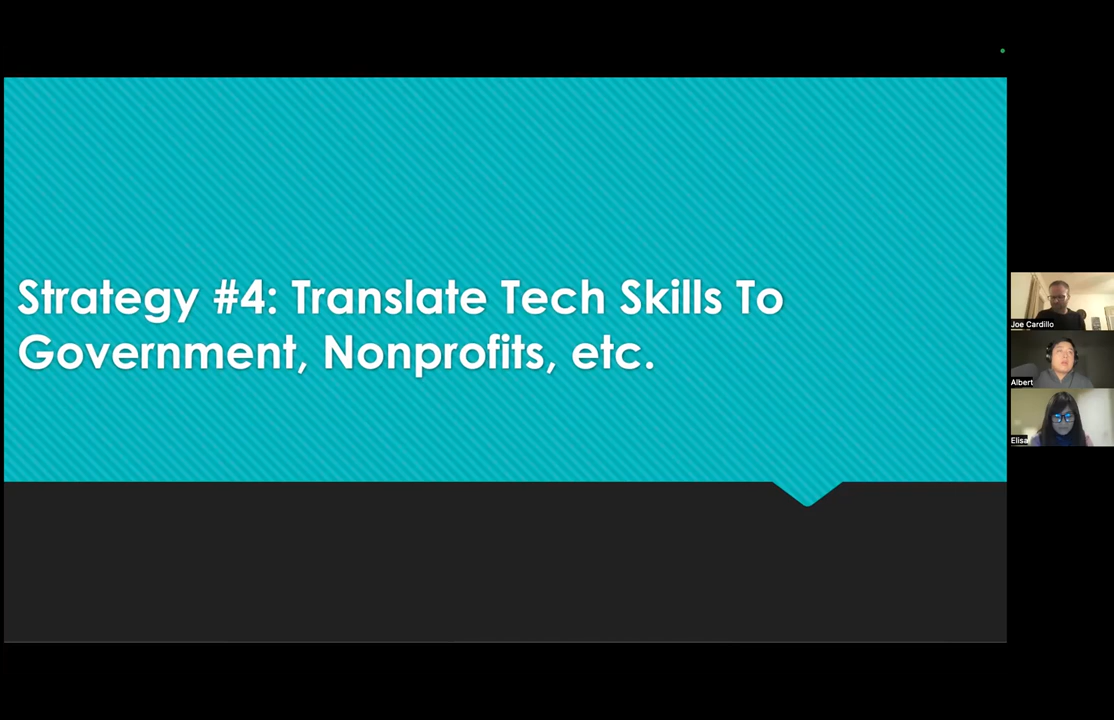 Strategy #4: Translate Tech Skills To
Government, Nonprofits, etc.
Joe Cardillo
Albert
Elisa